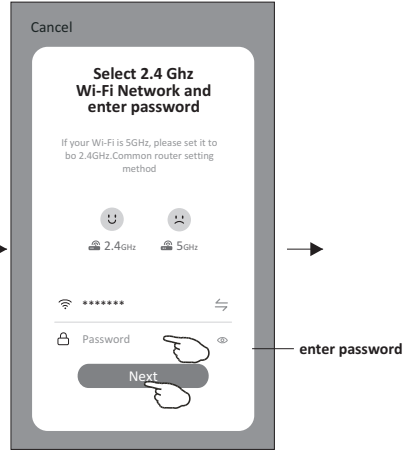 Cancel
Select 2.4 Ghz
Wi-Fi Network and
enter password
If your Wi-Fi is 5GHz, please set it to
bo 2.4GHz.Common router setting
method
2.4GHz 5GHz
*******
Password
enter password
Next